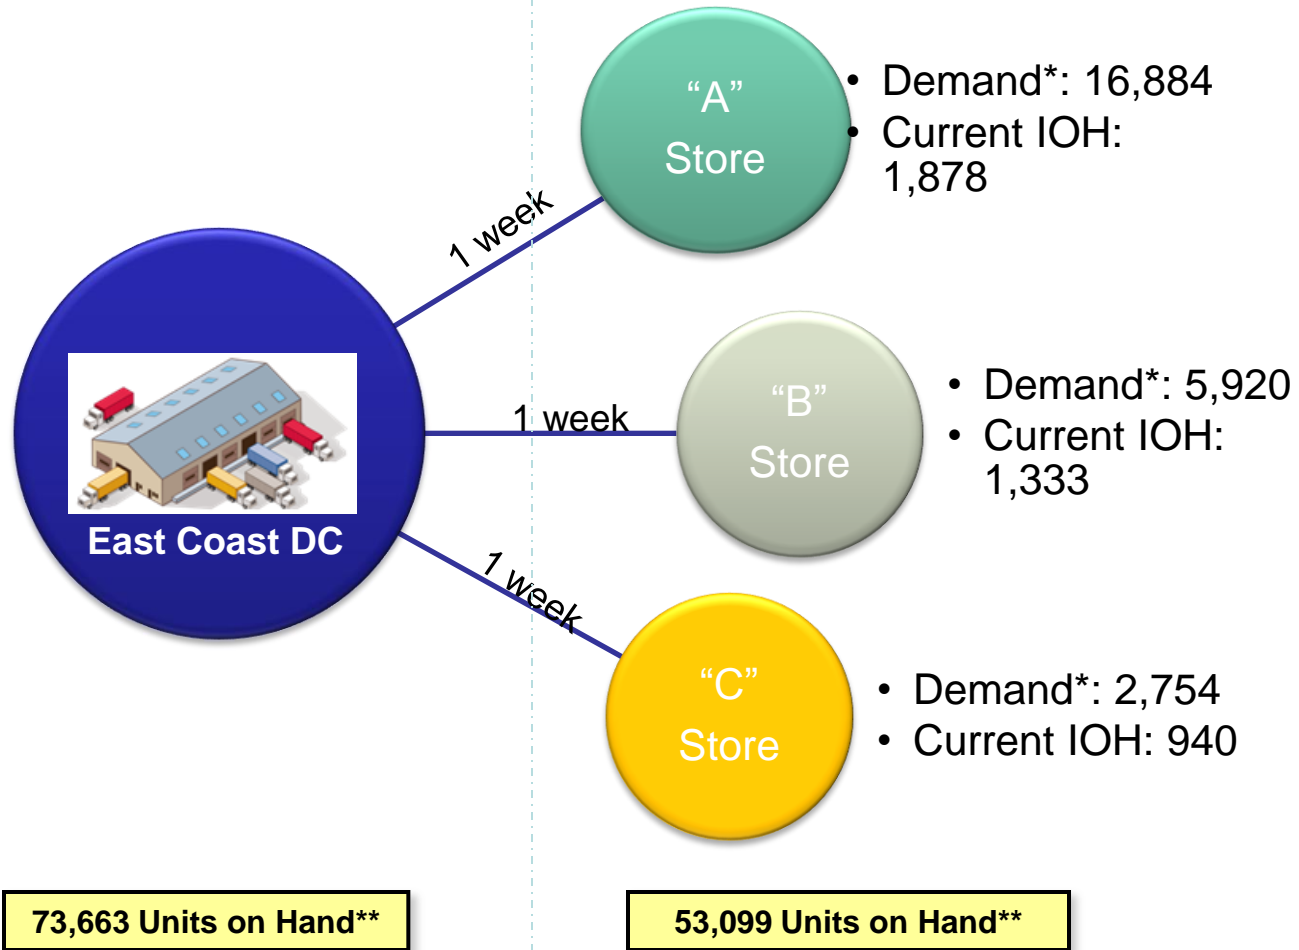 “A”
Store
• Demand*: 16,884
• Current IOH:
1,878
1 week
“B”
Store
• Demand*: 5,920
• Current IOH:
1,333
1 week
East Coast DC
1 week
“C”
Store
• Demand*: 2,754
• Current IOH: 940
73,663 Units on Hand**
53,099 Units on Hand**